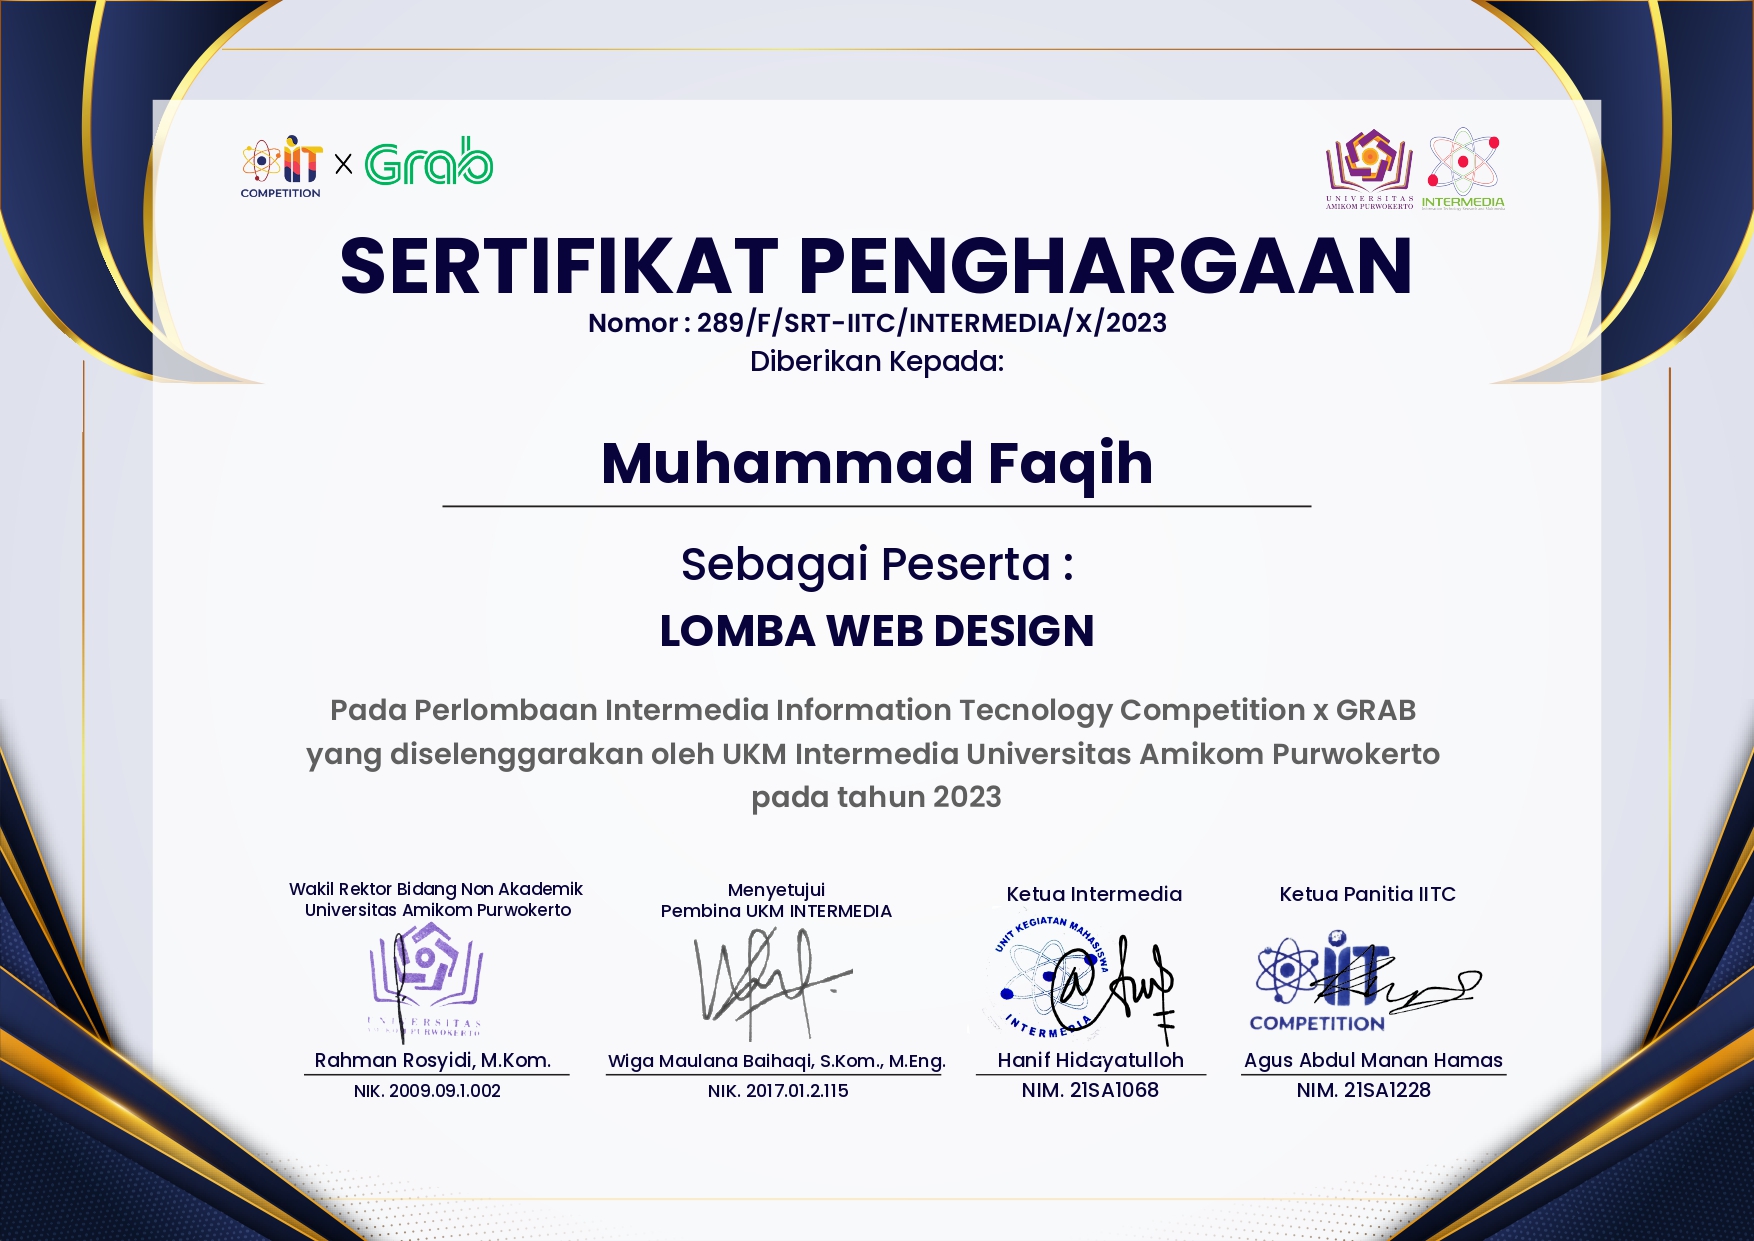 IIT x Grab
COMPETITION
UNIVERSITAS
AMIKOM PURWOKERTO
INTERMEDIA
SERTIFIKAT PENGHARGAAN
Nomor : 289/F/SRT-IITC/INTERMEDIA/X/2023
Diberikan Kepada:
Muhammad Faqih
Sebagai Peserta :
LOMBA WEB DESIGN
Pada Perlombaan Intermedia Information Tecnology Competition x GRAB
yang diselenggarakan oleh UKM Intermedia Universitas Amikom Purwokerto
pada tahun 2023
Wakil Rektor Bidang Non Akademik
Universitas Amikom Purwokerto
UNIVERSITAS
AMIKOM PURWOKERTO
Rahman Rosyidi, M.Kom.
NIK. 2009.09.1.002
Menyetujui
Pembina UKM INTERMEDIA
Wiga Maulana Baihaqi, S.Kom., M.Eng.
NIK. 2017.01.2.115
Ketua Intermedia
UNIT KEGIATAN MAHASISWA
INTERMEDIA
Hanif Hidayatulloh
NIM. 21SA1068
Ketua Panitia IITC
IIT
COMPETITION
Agus Abdul Manan Hamas
NIM. 21SA1228